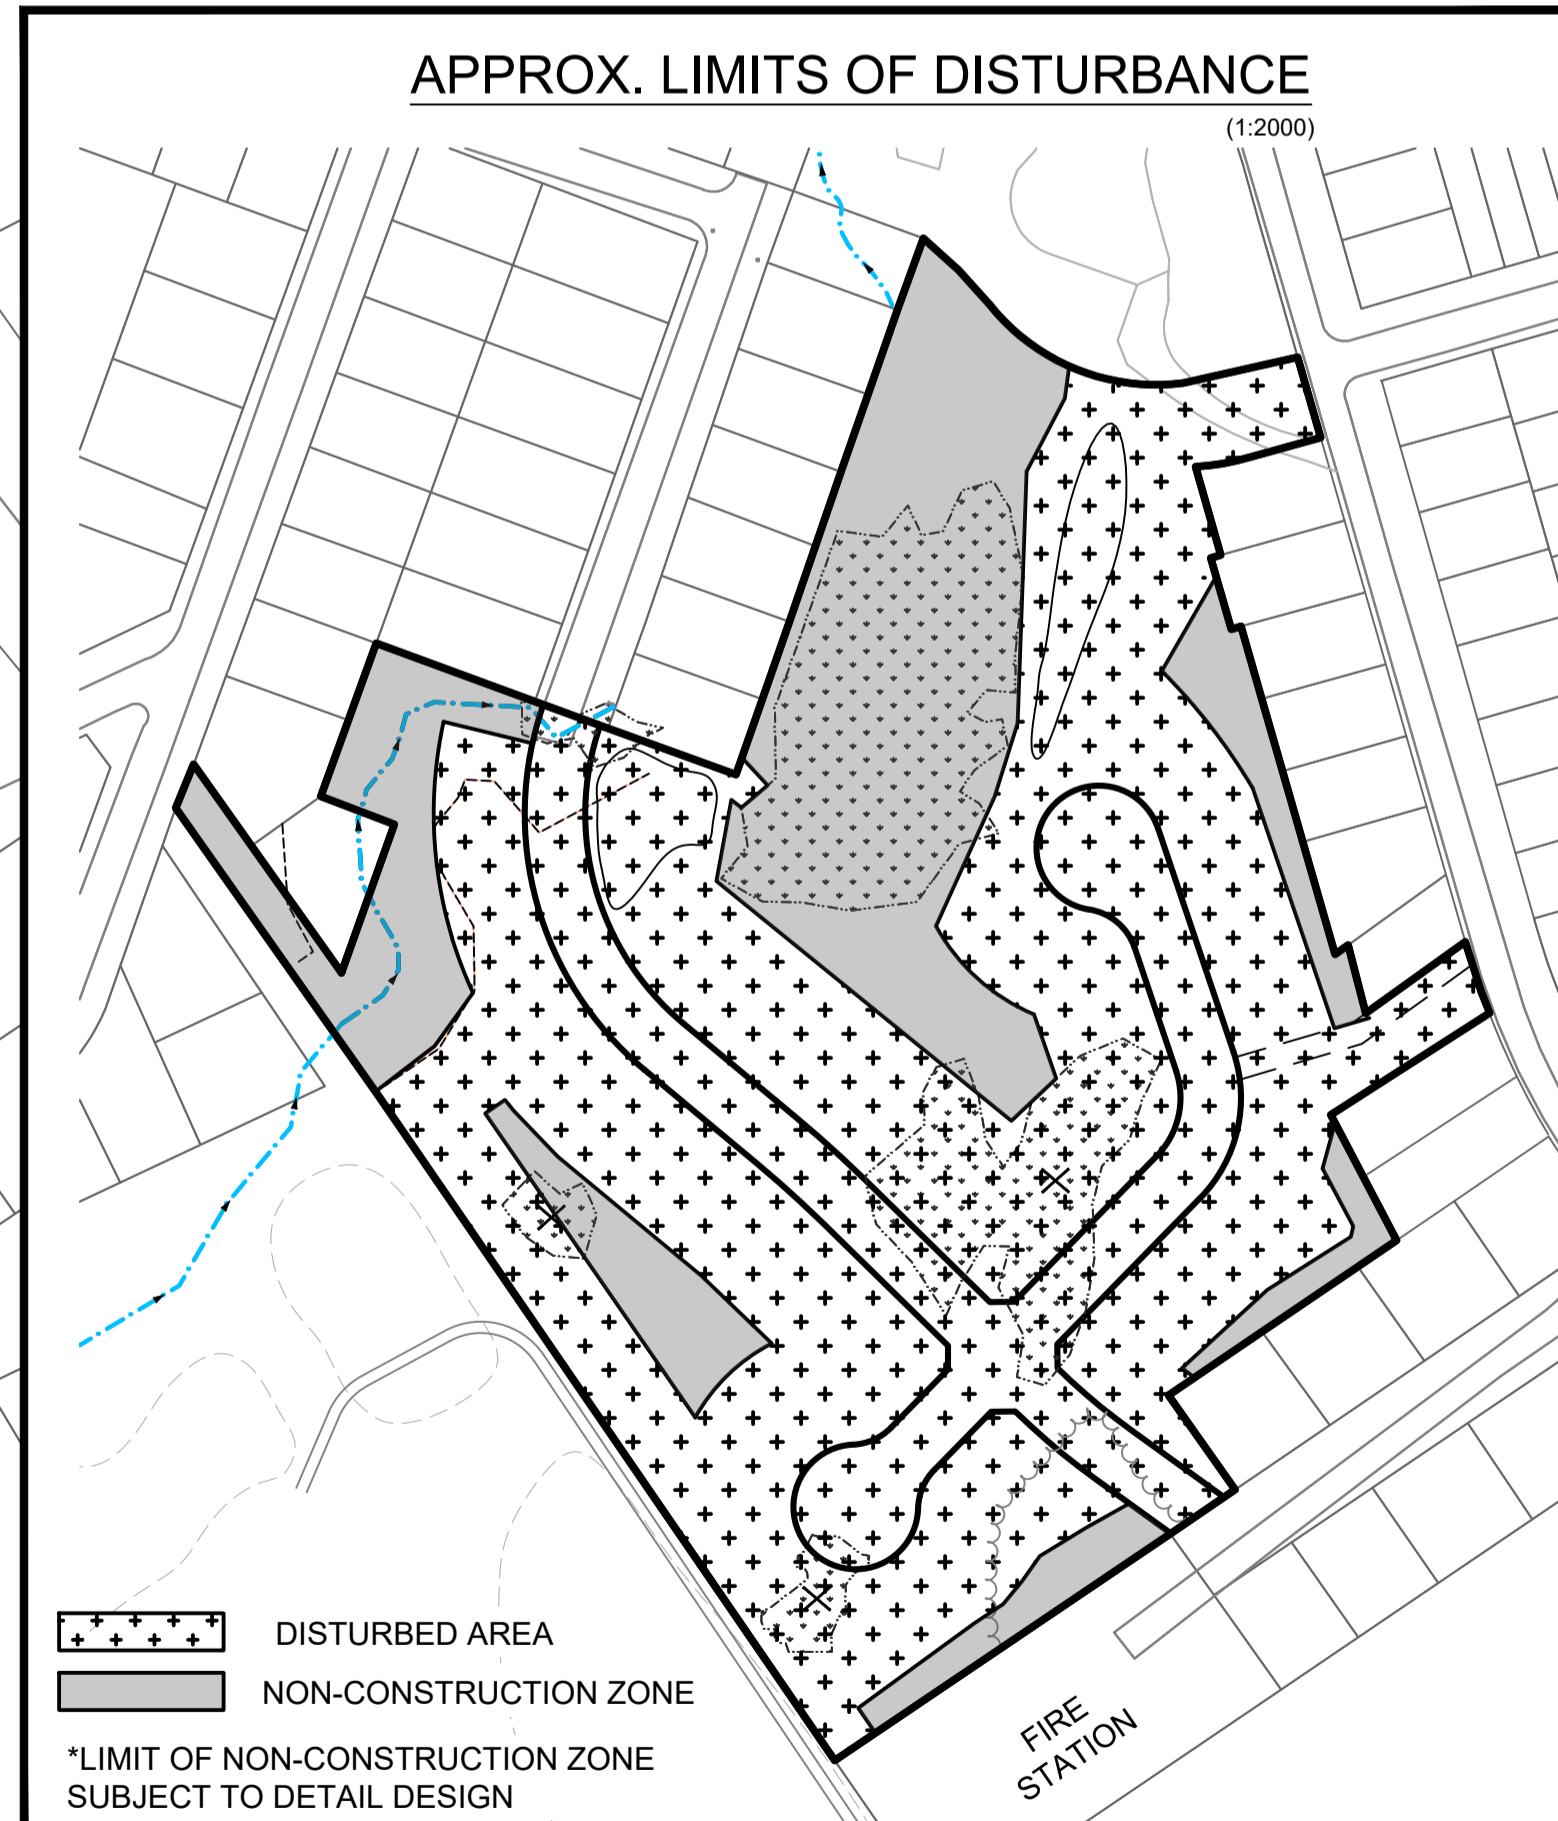 APPROX. LIMITS OF DISTURBANCE
(1:2000)
DISTURBED AREA
NON-CONSTRUCTION ZONE
*LIMIT OF NON-CONSTRUCTION ZONE
SUBJECT TO DETAIL DESIGN
FIRE
STATION